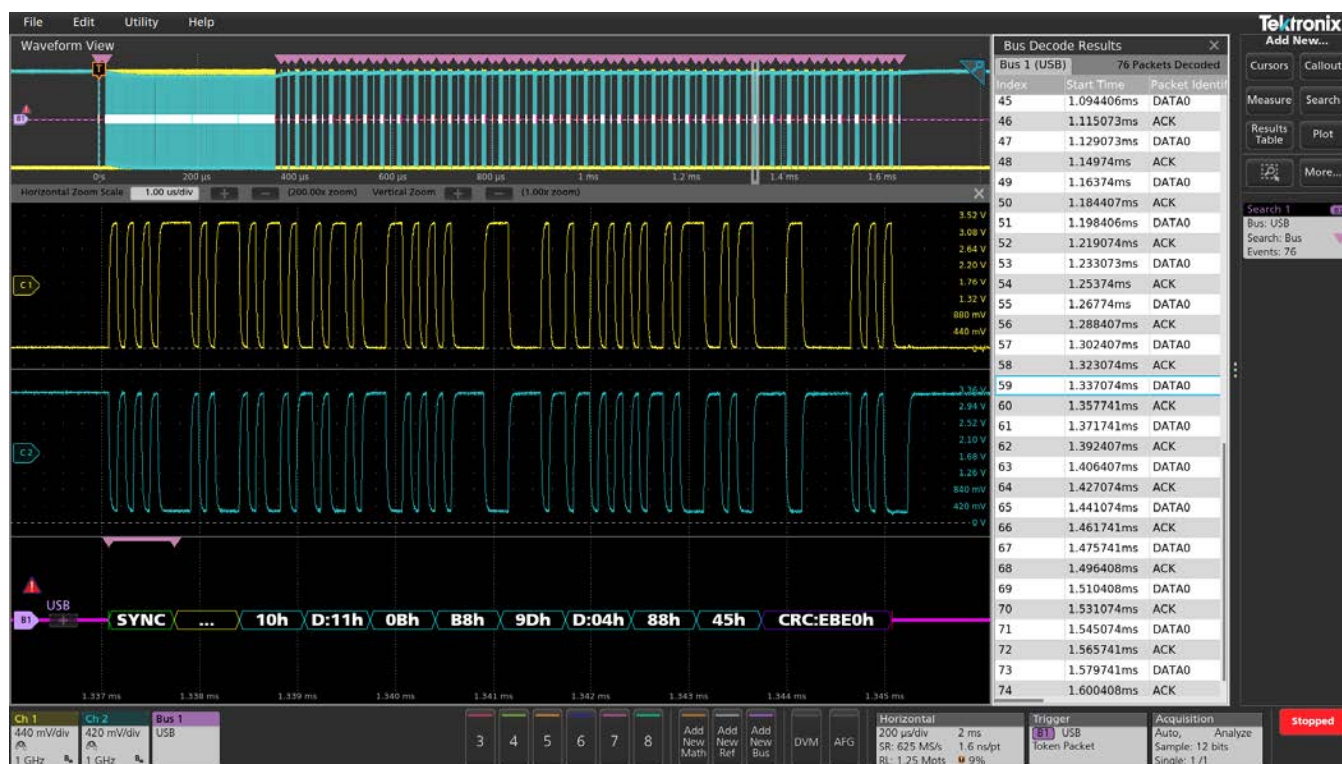 File Edit Utility Help
Tektronix
Waveform View
Bus Decode Results
Add New...
Bus 1 (USB) 76 Packets Decoded
Cursors Callout
Index Start Time Packet Identif
T
45 1.094406ms DATA0
46 1.115073ms ACK
47 1.129073ms DATA0
48 1.14974ms ACK
49 1.16374ms DATA0
50 1.184407ms ACK
51 1.198406ms DATA0
52 1.219074ms ACK
53 1.233073ms DATA0
54 1.25374ms ACK
55 1.26774ms DATA0
56 1.288407ms ACK
57 1.302407ms DATA0
58 1.323074ms ACK
59 1.337074ms DATA0
60 1.357741ms ACK
61 1.371741ms DATA0
62 1.392407ms ACK
63 1.406407ms DATA0
64 1.427074ms ACK
65 1.441074ms DATA0
66 1.461741ms ACK
67 1.475741ms DATA0
68 1.496408ms ACK
69 1.510408ms DATA0
70 1.531074ms ACK
71 1.545074ms DATA0
72 1.565741ms ACK
73 1.579741ms DATA0
74 1.600408ms ACK
Measure Search
Results Table Plot
More...
Search 1
Bus: USB
Search: Bus
Events: 76
B1
0 s 200 µs 400 µs 600 µs 800 µs 1 ms 1.2 ms 1.4 ms 1.6 ms
Horizontal Zoom Scale 1.00 us/div + − (200.00x zoom) Vertical Zoom + − (1.00x zoom)
3.52 V
3.08 V
2.64 V
2.20 V
1.76 V
1.32 V
880 mV
440 mV
0 V
C1
3.36 V
2.94 V
2.52 V
2.10 V
1.68 V
1.26 V
840 mV
420 mV
0 V
C2
USB
B1 + SYNC ... 10h D:11h 0Bh B8h 9Dh D:04h 88h 45h CRC:EBE0h
1.337 ms 1.338 ms 1.339 ms 1.340 ms 1.341 ms 1.342 ms 1.343 ms 1.344 ms 1.345 ms
Ch 1
440 mV/div
1 GHz
Ch 2
420 mV/div
1 GHz
Bus 1
USB
3 4 5 6 7 8
Add New Math
Add New Ref
Add New Bus
DVM AFG
Horizontal
200 µs/div 2 ms
SR: 625 MS/s 1.6 ns/pt
RL: 1.25 Mpts 9%
Trigger
B1 USB
Token Packet
Acquisition
Auto, Analyze
Sample: 12 bits
Single: 1 /1
Stopped